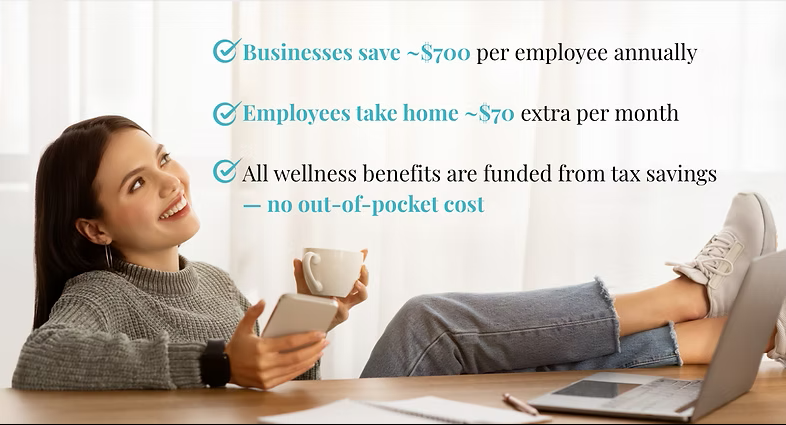 Businesses save ~$700 per employee annually
Employees take home ~$70 extra per month
All wellness benefits are funded from tax savings
— no out-of-pocket cost